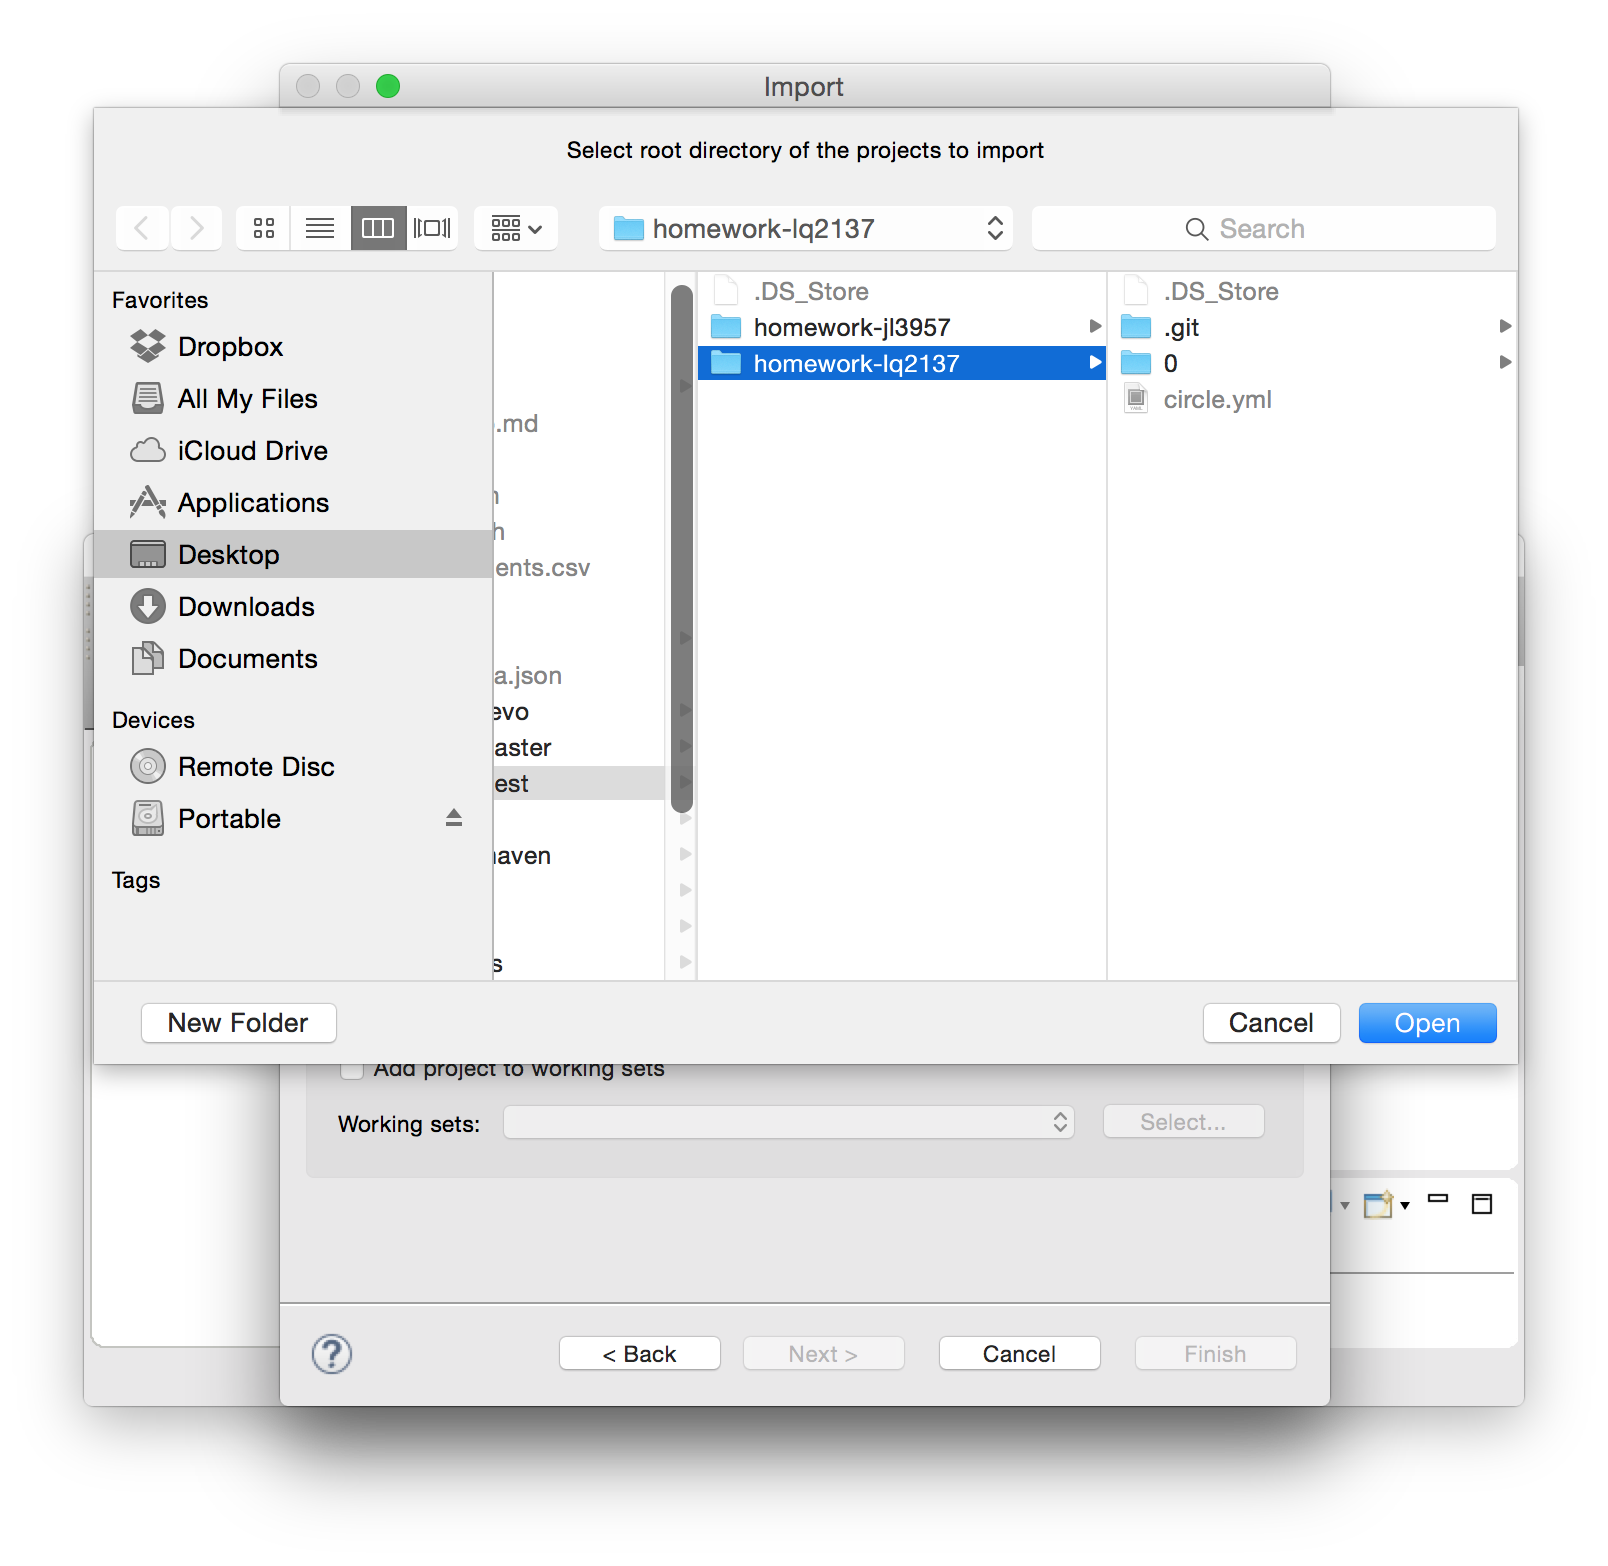 Import
Select root directory of the projects to import
homework-lq2137
Search
Favorites
Dropbox
All My Files
iCloud Drive
Applications
Desktop
Downloads
Documents
Devices
Remote Disc
Portable
Tags
.md
h
ents.csv
a.json
evo
aster
est
naven
s
.DS_Store
homework-jl3957
homework-lq2137
.DS_Store
.git
0
circle.yml
New Folder
Cancel
Open
Add project to working sets
Working sets:
Select...
?
< Back
Next >
Cancel
Finish